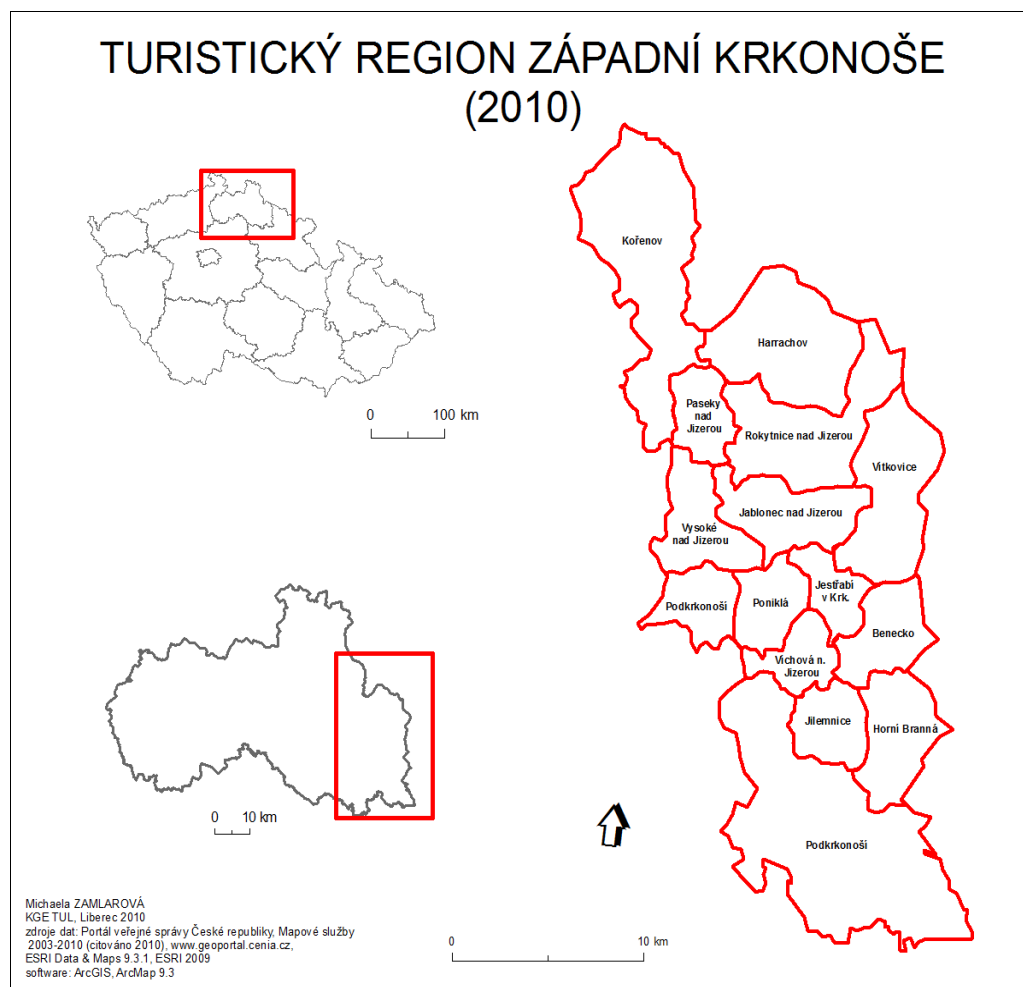 TURISTICKÝ REGION ZÁPADNÍ KRKONOŠE
(2010)
Kořenov
Harrachov
Paseky
nad
Jizerou
Rokytnice nad Jizerou
Vítkovice
0 100 km
Jablonec nad Jizerou
Vysoké
nad Jizerou
Jestřabí
v Krk.
Podkrkonoší
Poniklá
Benecko
Víchová n.
Jizerou
Jilemnice
Horní Branná
0 10 km
Podkrkonoší
Michaela ZAMLAROVÁ
KGE TUL, Liberec 2010
zdroje dat: Portál veřejné správy České republiky, Mapové služby
2003-2010 (citováno 2010), www.geoportal.cenia.cz,
ESRI Data & Maps 9.3.1, ESRI 2009
software: ArcGIS, ArcMap 9.3
0 10 km